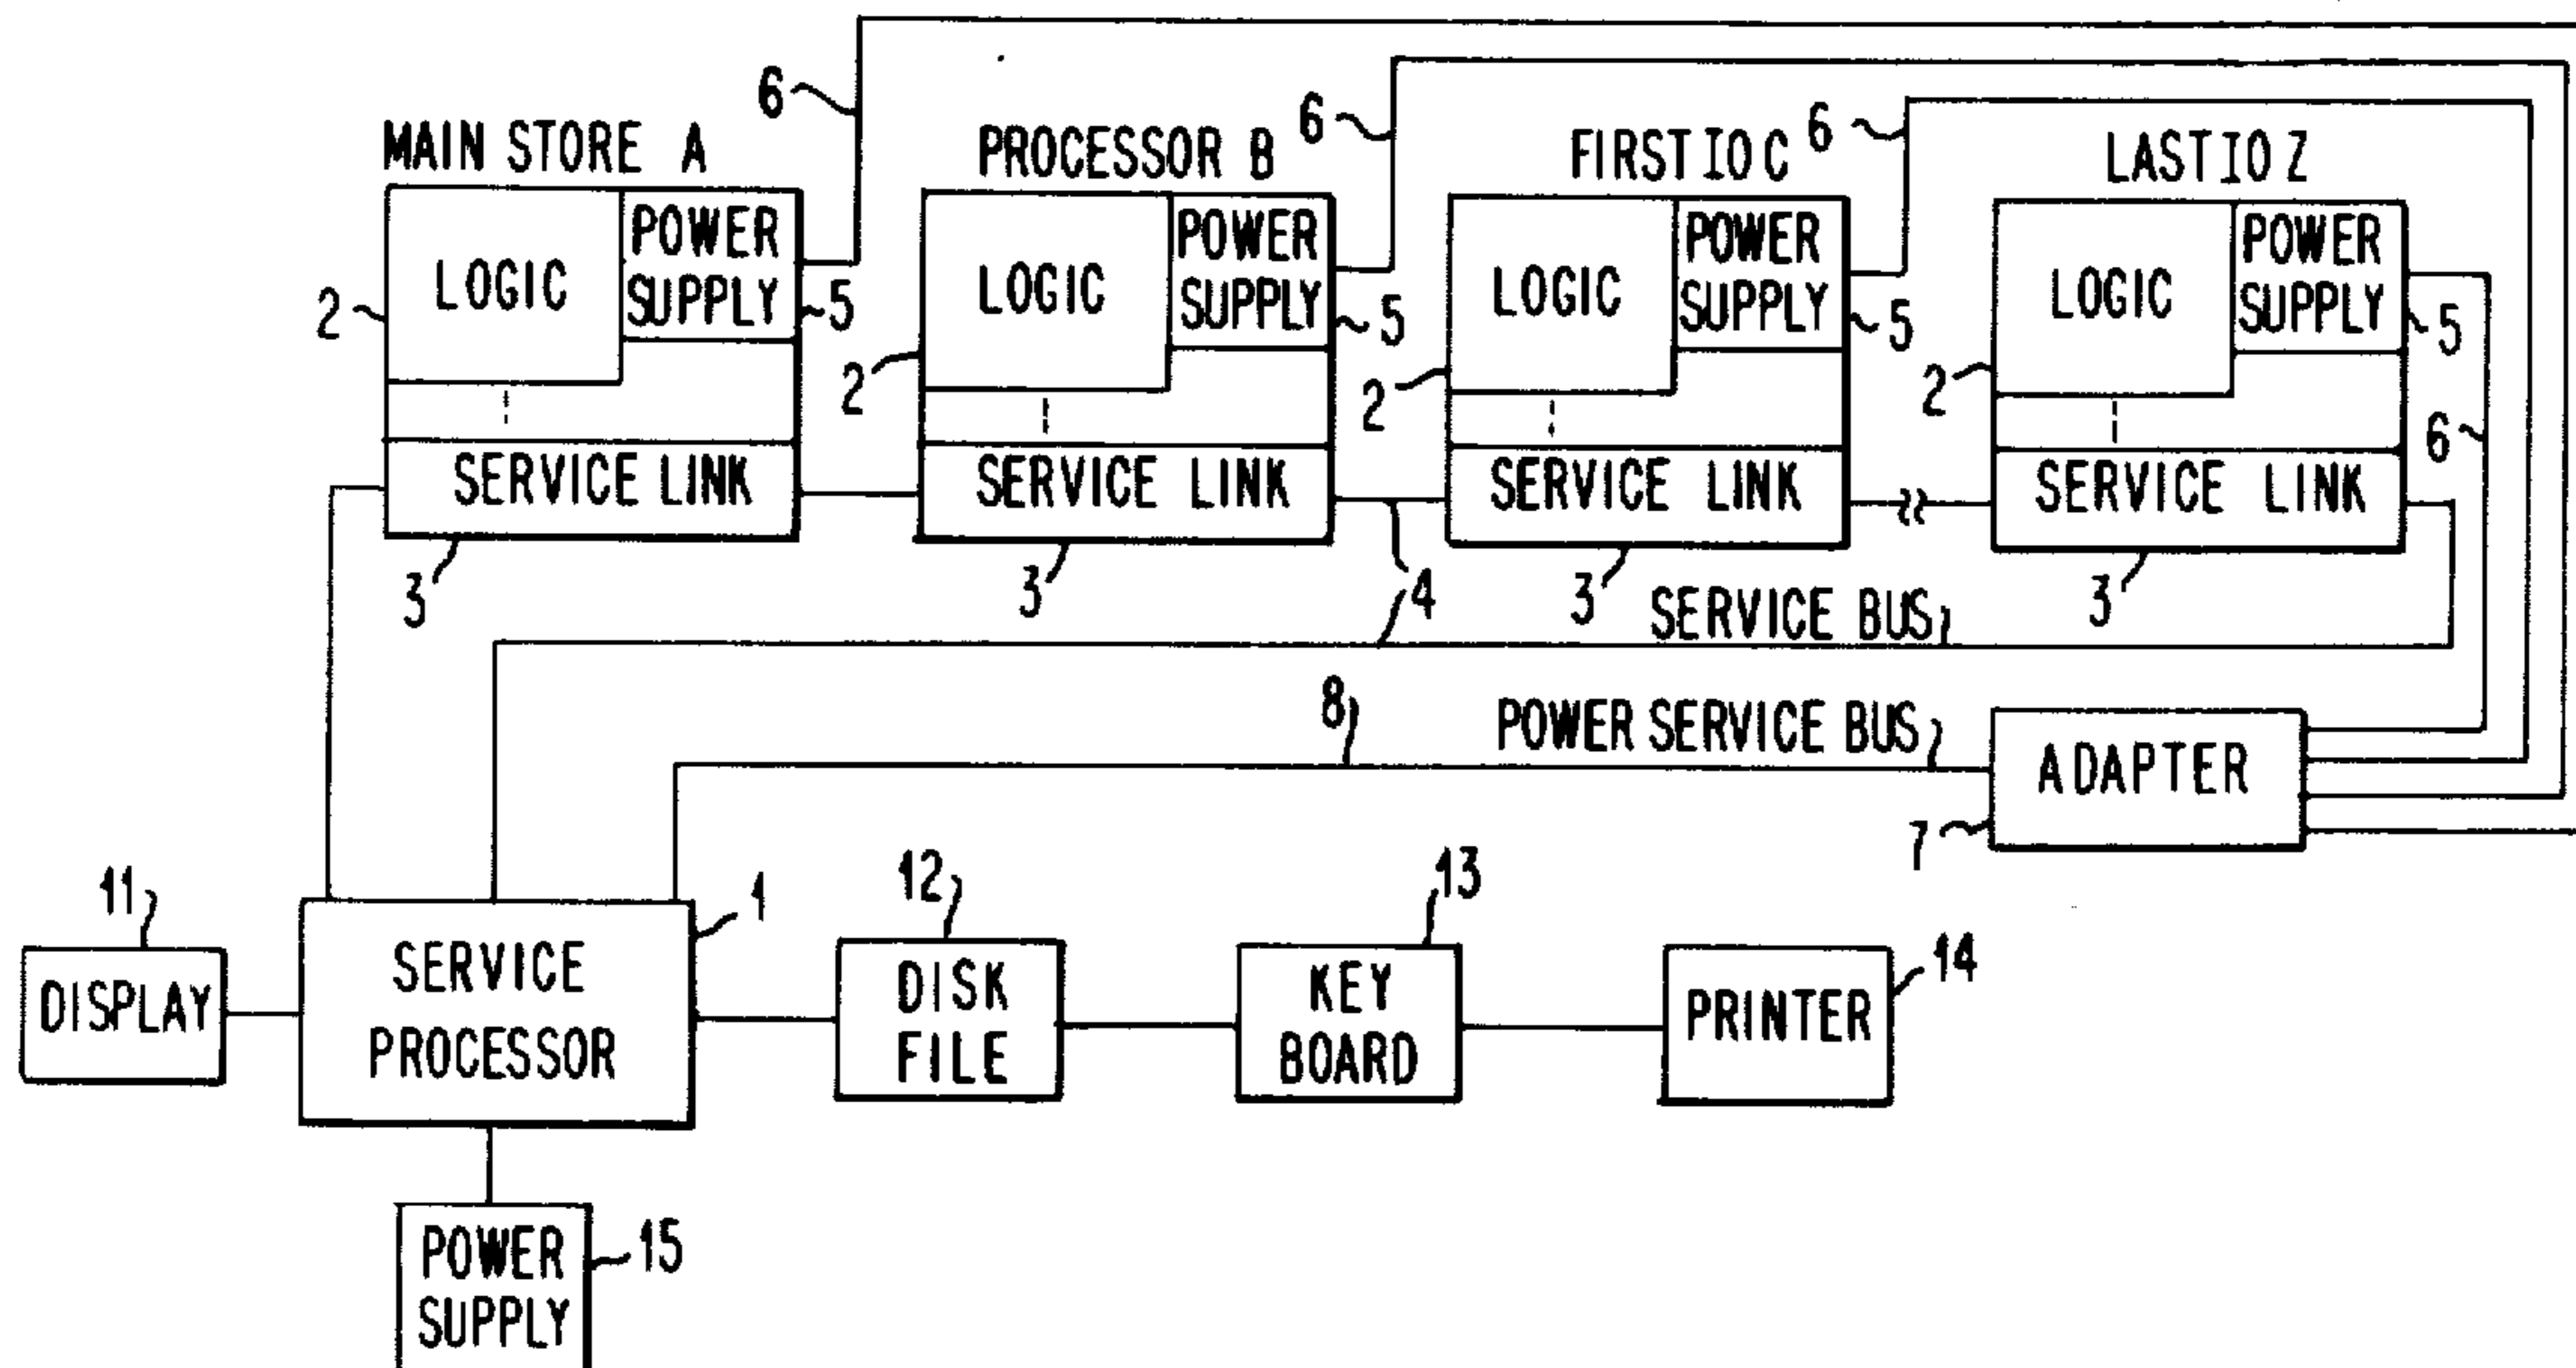 6
6
6
MAIN STORE A
PROCESSOR B
FIRST IO C
LAST IO Z
LOGIC
POWER
SUPPLY
2
5
SERVICE LINK
3
LOGIC
POWER
SUPPLY
2
5
SERVICE LINK
3
LOGIC
POWER
SUPPLY
2
5
SERVICE LINK
3
LOGIC
POWER
SUPPLY
2
5
6
SERVICE LINK
3
4
SERVICE BUS
8
POWER SERVICE BUS
ADAPTER
7
11
DISPLAY
1
SERVICE
PROCESSOR
12
DISK
FILE
13
KEY
BOARD
14
PRINTER
POWER
SUPPLY
15